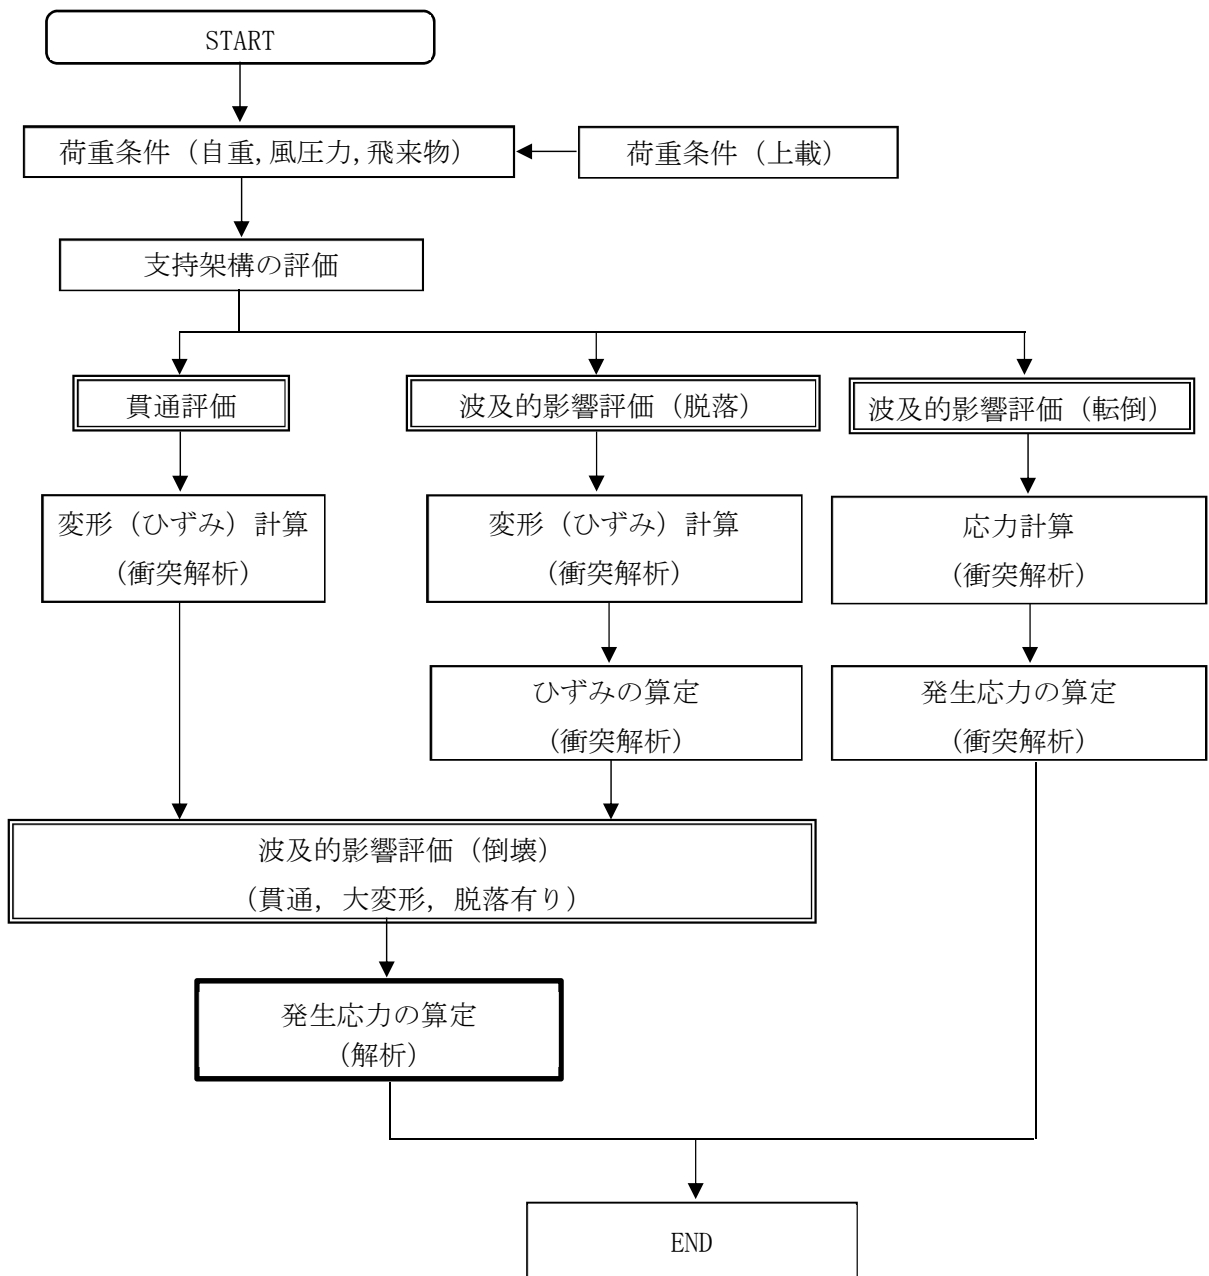 START
荷重条件（自重,風圧力,飛来物）
荷重条件（上載）
支持架構の評価
貫通評価
波及的影響評価（脱落）
波及的影響評価（転倒）
変形（ひずみ）計算
（衝突解析）
変形（ひずみ）計算
（衝突解析）
応力計算
（衝突解析）
ひずみの算定
（衝突解析）
発生応力の算定
（衝突解析）
波及的影響評価（倒壊）
（貫通，大変形，脱落有り）
発生応力の算定
（解析）
END